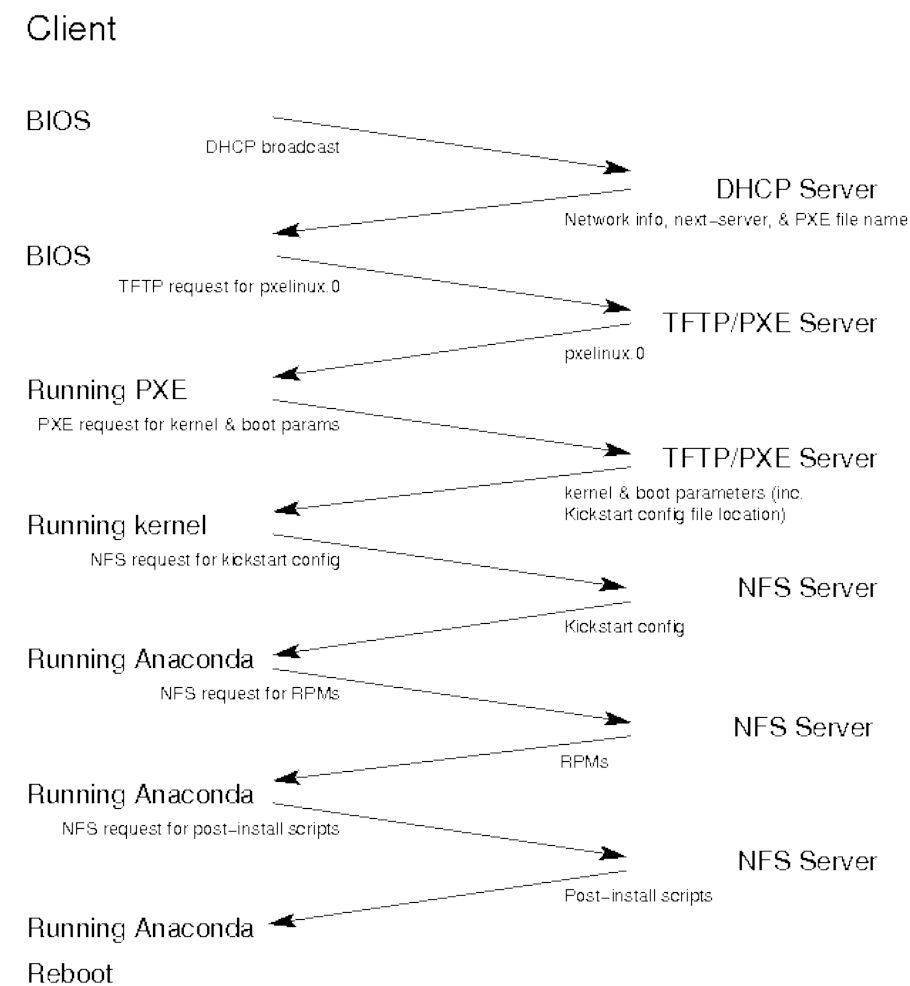 Client
BIOS
DHCP broadcast
DHCP Server
Network info, next-server, & PXE file name
BIOS
TFTP request for pxelinux.0
TFTP/PXE Server
pxelinux.0
Running PXE
PXE request for kernel & boot params
TFTP/PXE Server
kernel & boot parameters (inc.
Kickstart config file location)
Running kernel
NFS request for kickstart config
NFS Server
Kickstart config
Running Anaconda
NFS request for RPMs
NFS Server
RPMs
Running Anaconda
NFS request for post-install scripts
NFS Server
Post-install scripts
Running Anaconda
Reboot